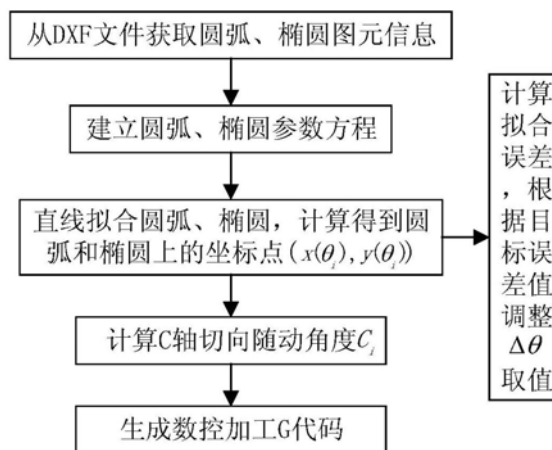 从DXF文件获取圆弧、椭圆图元信息
建立圆弧、椭圆参数方程
直线拟合圆弧、椭圆，计算得到圆
弧和椭圆上的坐标点(x(θ_i),y(θ_i))
计算C轴切向随动角度C_i
生成数控加工G代码
计算
拟合
误差
，根
据目
标误
差值
调整
Δθ
取值